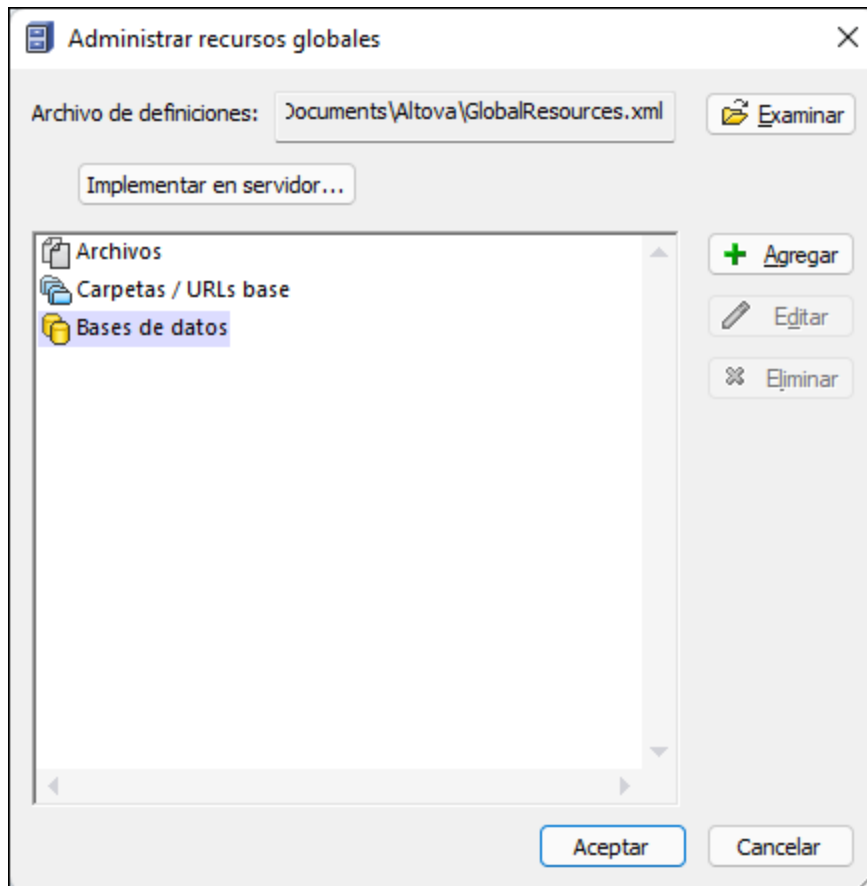 Administrar recursos globales
Archivo de definiciones: Documents\Altova\GlobalResources.xml Examinar
Implementar en servidor...
Archivos
Carpetas / URLs base
Bases de datos
Agregar
Editar
Eliminar
Aceptar Cancelar